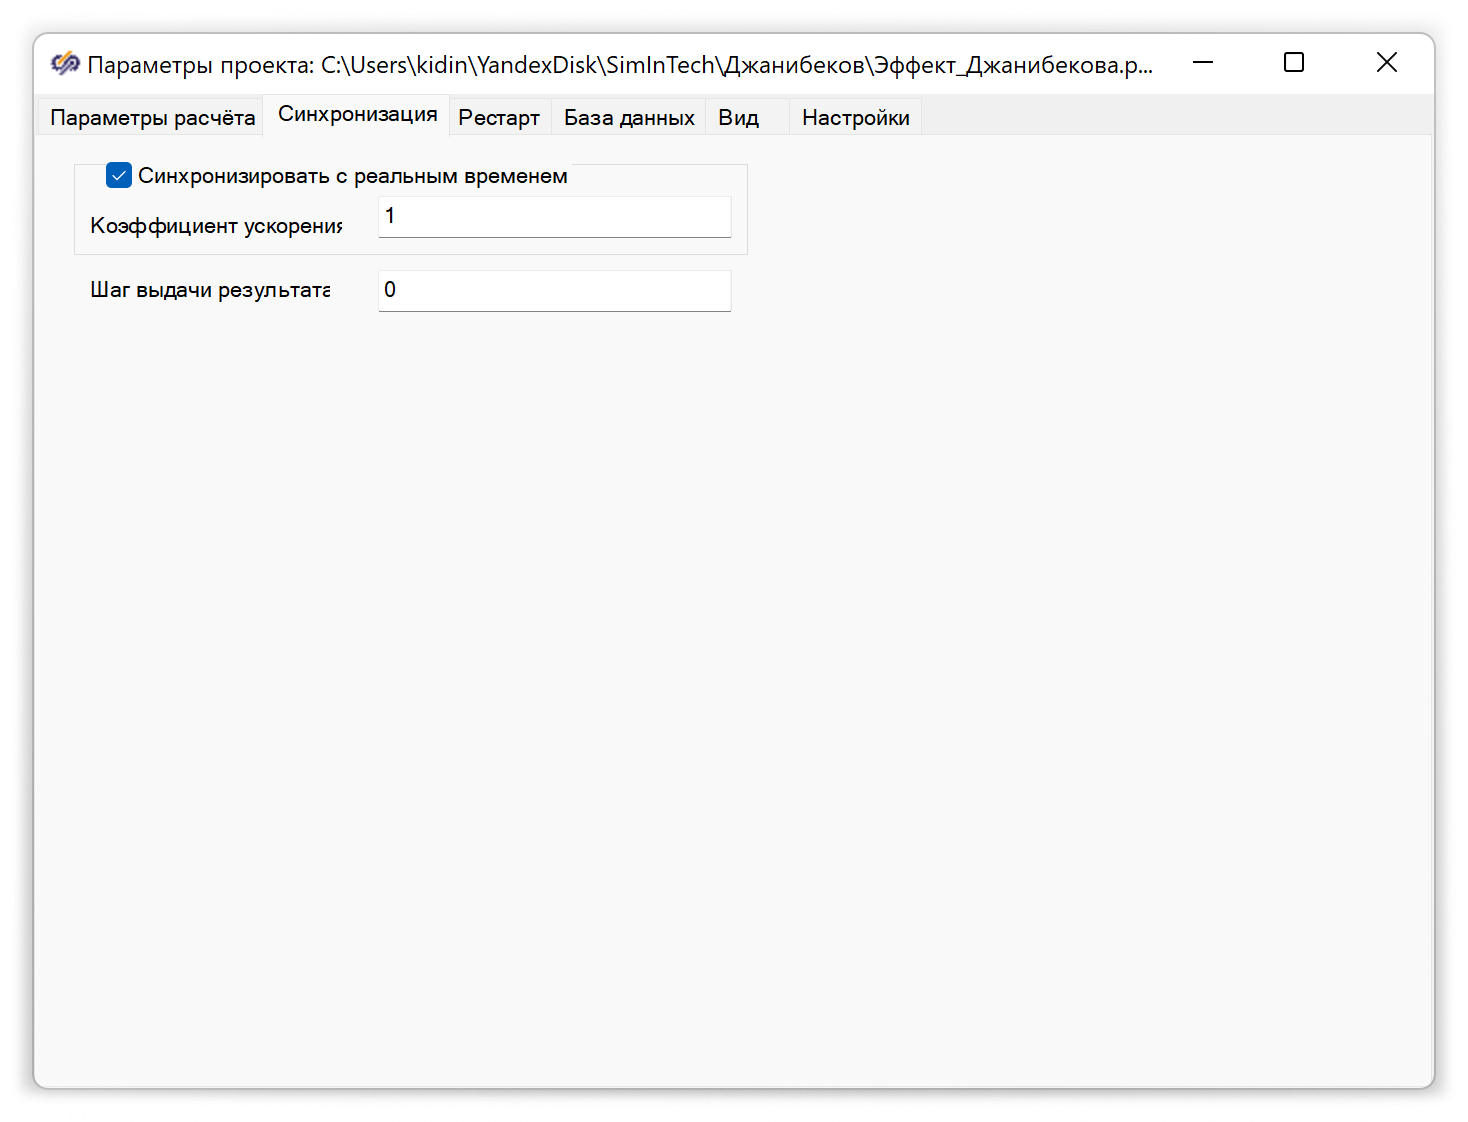 Параметры проекта: C:\Users\kidin\YandexDisk\SimInTech\Джанибеков\Эффект_Джанибекова.p...
Параметры расчёта Синхронизация Рестарт База данных Вид Настройки
Синхронизировать с реальным временем
Коэффициент ускорения 1
Шаг выдачи результата 0